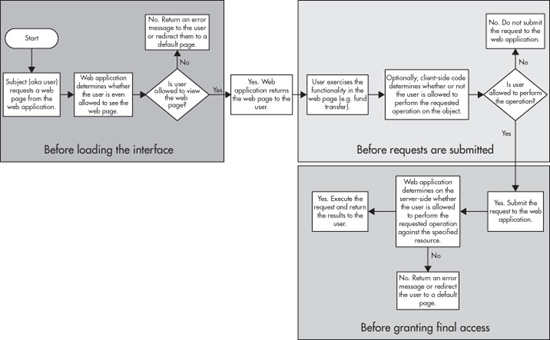 Start
Subject (aka user)
requests a web
page from the
web application.
Web application
determines whether
the user is even
allowed to see the
web page.
Is user
allowed to view
the web
page?
No
No. Return an error
message to the user
or redirect them to a
default page.
Yes
Before loading the interface
Yes. Web
application returns
the web page to the
user.
User exercises the
functionality in the
web page (e.g. fund
transfer).
Optionally, client-side code
determines whether or not
the user is allowed to
perform the requested
operation on the object.
Is user
allowed to perform
the operation?
No
No. Do not submit
the request to the
web application.
Yes
Before requests are submitted
Yes. Submit the
request to the web
application.
Web application
determines on the
server-side whether
the user is allowed
to perform the
requested operation
against the specified
resource.
Yes. Execute the
request and return
the results to the
user.
No
No. Return an error
message or redirect
the user to a default
page.
Before granting final access